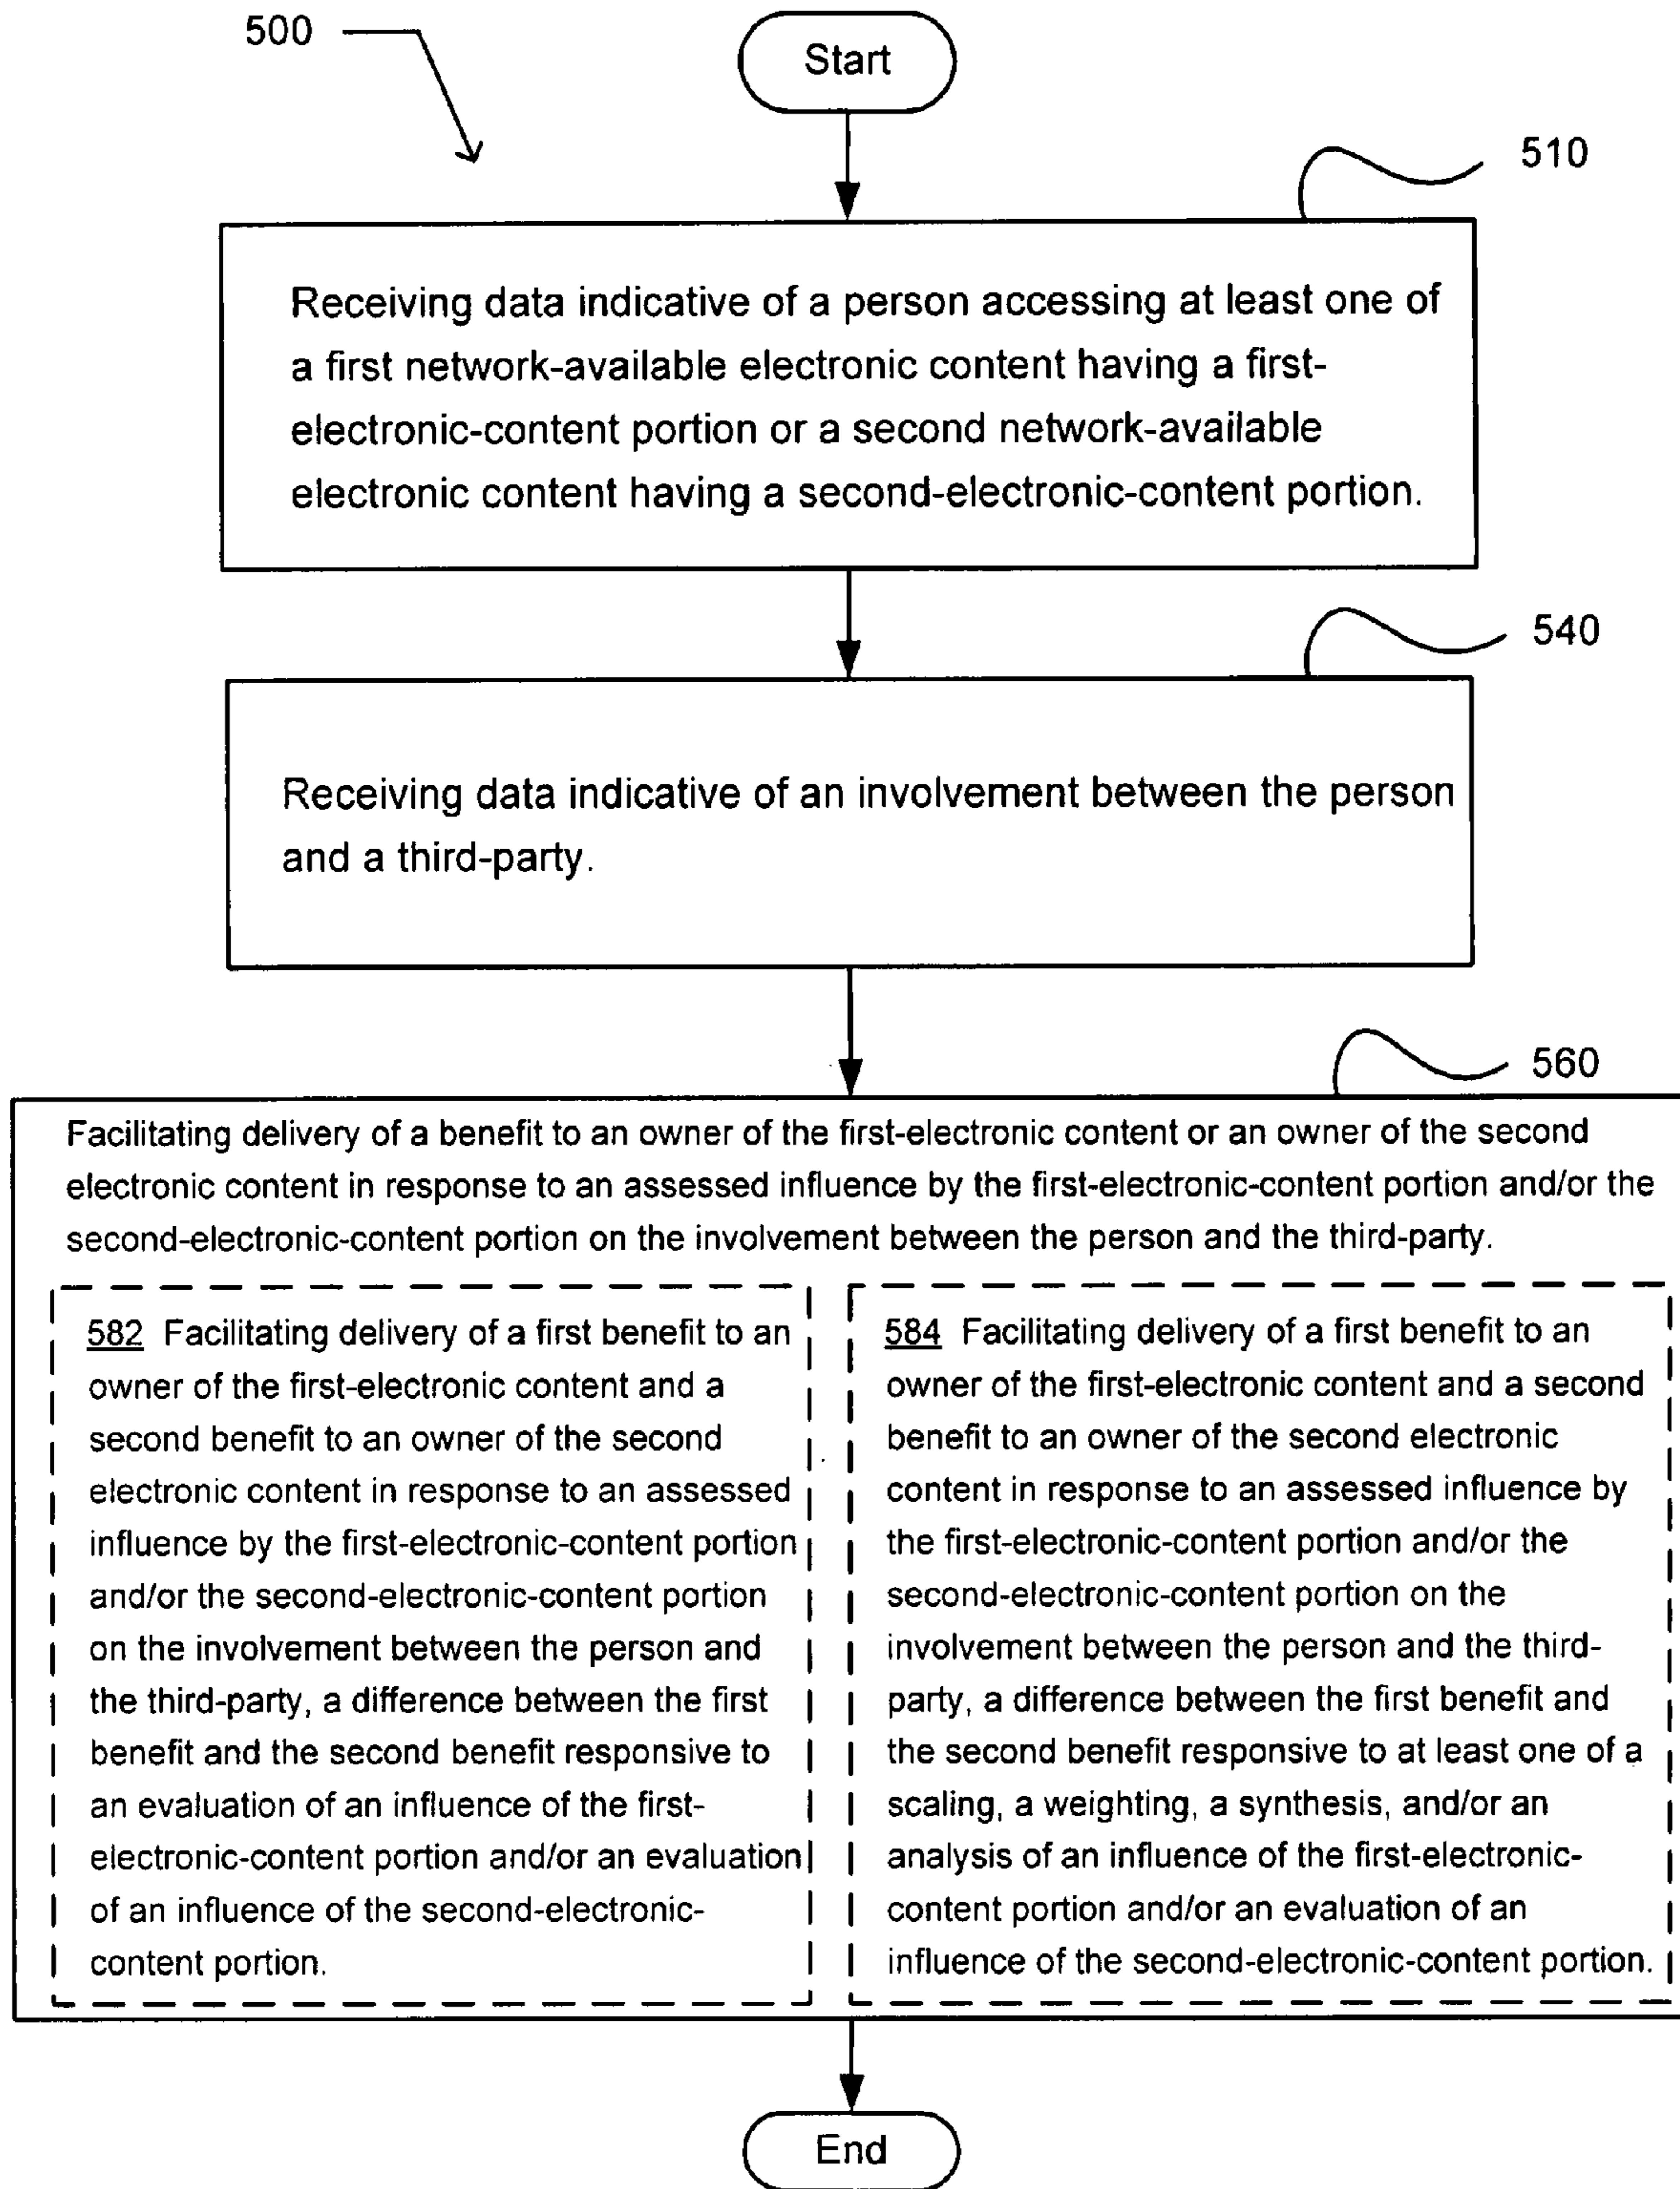 500
Start
510
Receiving data indicative of a person accessing at least one of
a first network-available electronic content having a first-
electronic-content portion or a second network-available
electronic content having a second-electronic-content portion.
540
Receiving data indicative of an involvement between the person
and a third-party.
560
Facilitating delivery of a benefit to an owner of the first-electronic content or an owner of the second
electronic content in response to an assessed influence by the first-electronic-content portion and/or the
second-electronic-content portion on the involvement between the person and the third-party.
582 Facilitating delivery of a first benefit to an
owner of the first-electronic content and a
second benefit to an owner of the second
electronic content in response to an assessed
influence by the first-electronic-content portion
and/or the second-electronic-content portion
on the involvement between the person and
the third-party, a difference between the first
benefit and the second benefit responsive to
an evaluation of an influence of the first-
electronic-content portion and/or an evaluation
of an influence of the second-electronic-
content portion.
584 Facilitating delivery of a first benefit to an
owner of the first-electronic content and a second
benefit to an owner of the second electronic
content in response to an assessed influence by
the first-electronic-content portion and/or the
second-electronic-content portion on the
involvement between the person and the third-
party, a difference between the first benefit and
the second benefit responsive to at least one of a
scaling, a weighting, a synthesis, and/or an
analysis of an influence of the first-electronic-
content portion and/or an evaluation of an
influence of the second-electronic-content portion.
End